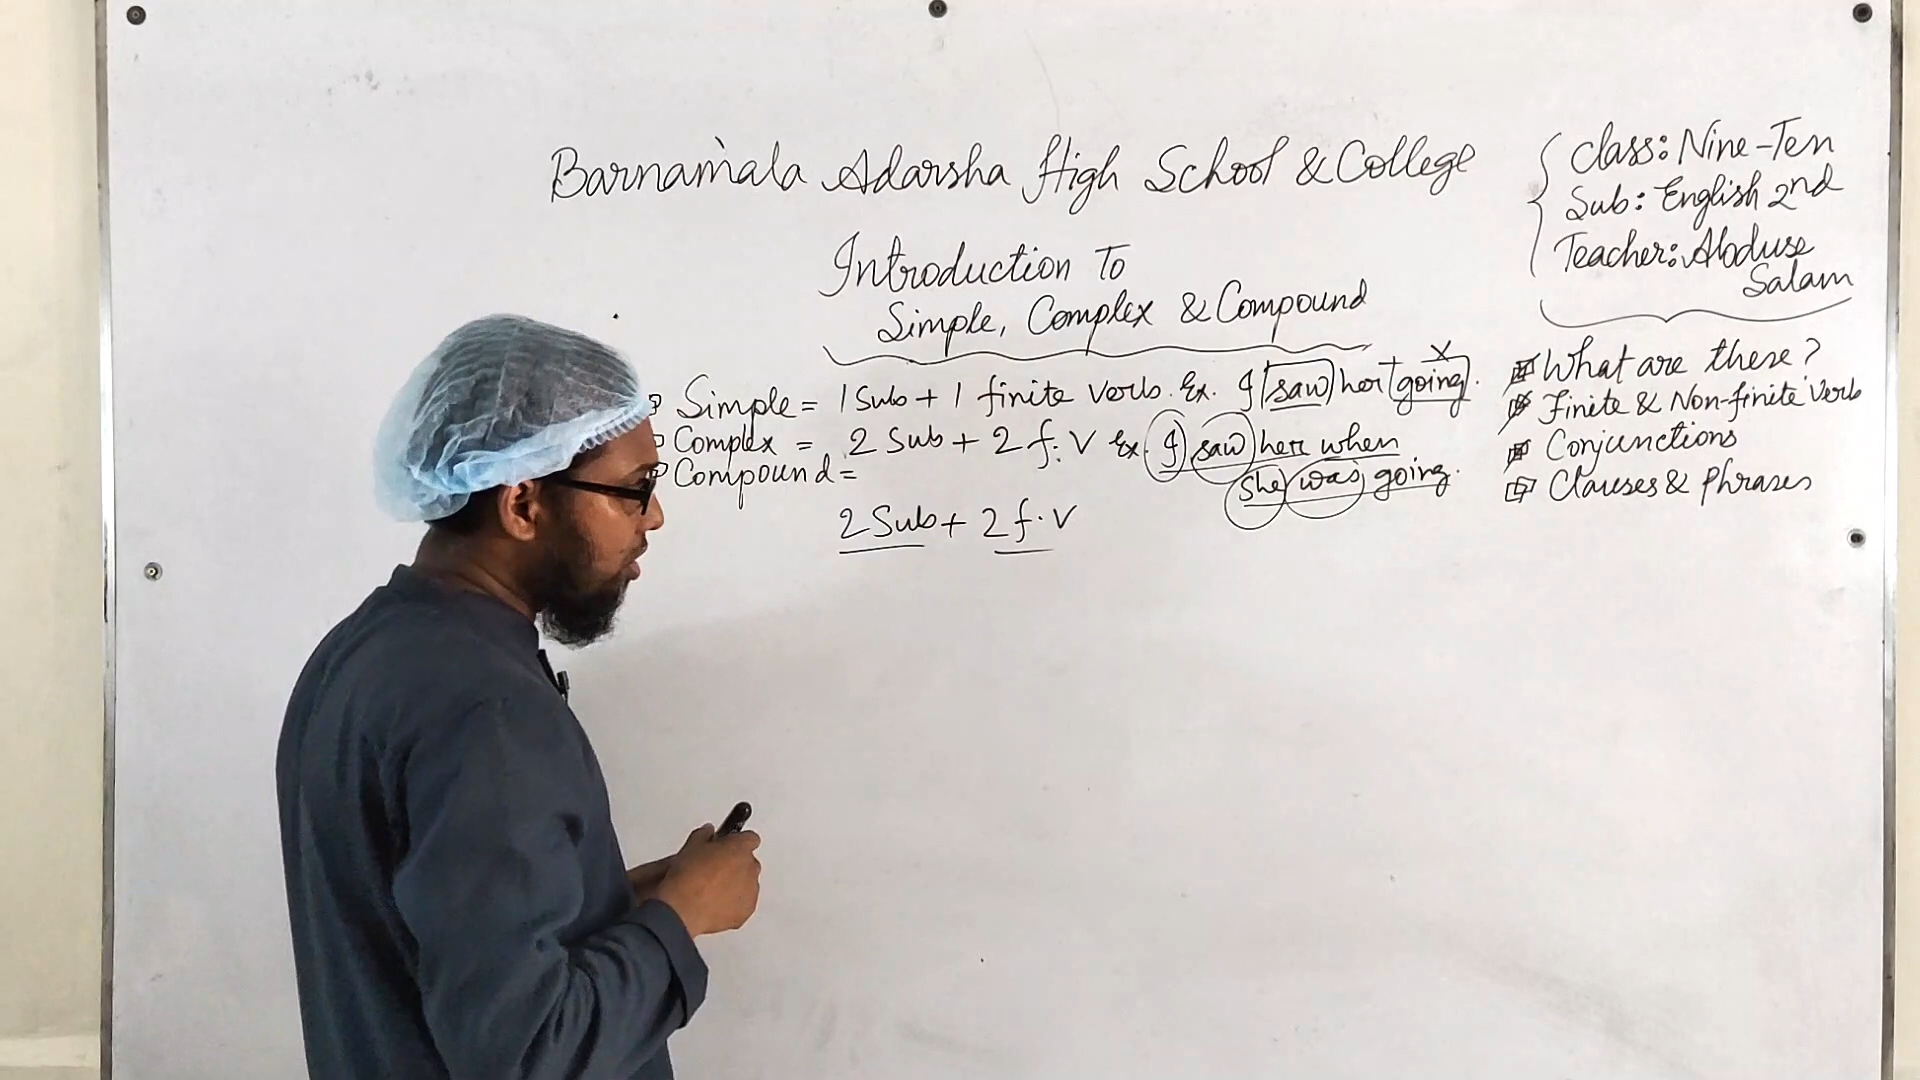 Barnamala Adarsha High School & College
Class: Nine-Ten
Sub: English 2nd
Teacher: Abduse
Salam
Introduction To
Simple, Complex & Compound
Simple = 1 Sub + 1 finite verb. Ex. I saw her going.
Complex = 2 Sub + 2 f. V Ex. I saw her when
she was going.
Compound =
2 Sub + 2 f. V
What are these?
Finite & Non-finite Verb
Conjunctions
Clauses & Phrases